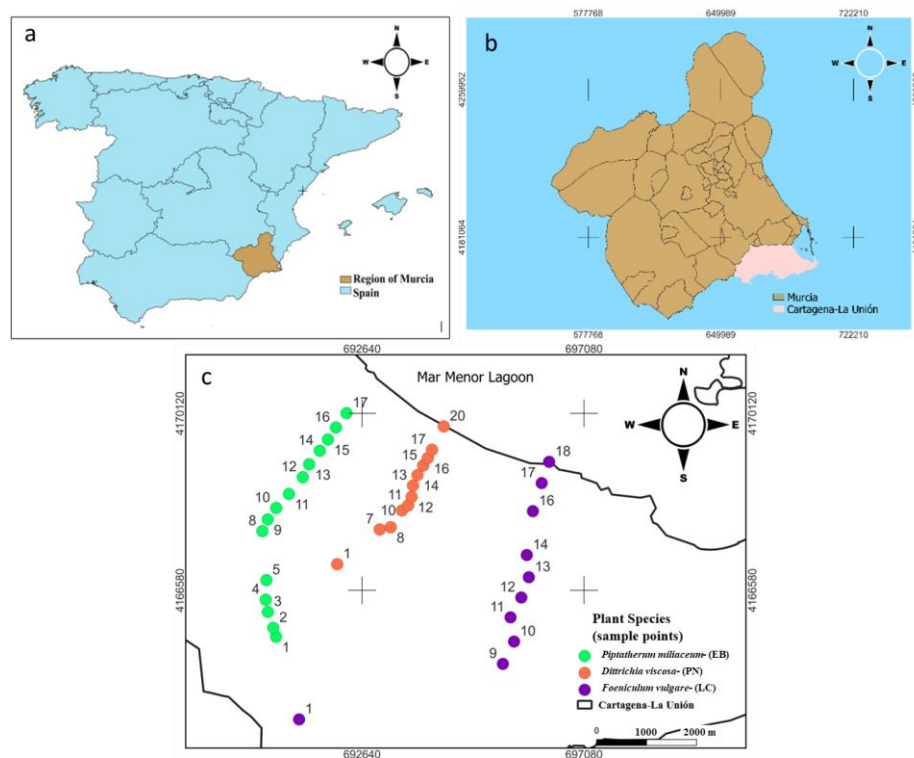 a
N
W E
S
Region of Murcia
Spain
b
577768 649989 722210
N
W E
S
4259952
4181064
Murcia
Cartagena-La Unión
577768 649989 722210
c
692640 697080
Mar Menor Lagoon
N
W E
S
4170120
4166580
17
16
15
14
13
12
11
10
9
8
5
4
3
2
1
20
17
16
15
14
13
12
11
10
8
7
1
18
17
16
14
13
12
11
10
9
1
Plant Species
(sample points)
Piptatherum miliaceum- (EB)
Dittrichia viscosa- (PN)
Foeniculum vulgare- (LC)
Cartagena-La Unión
0 1000 2000 m
692640 697080